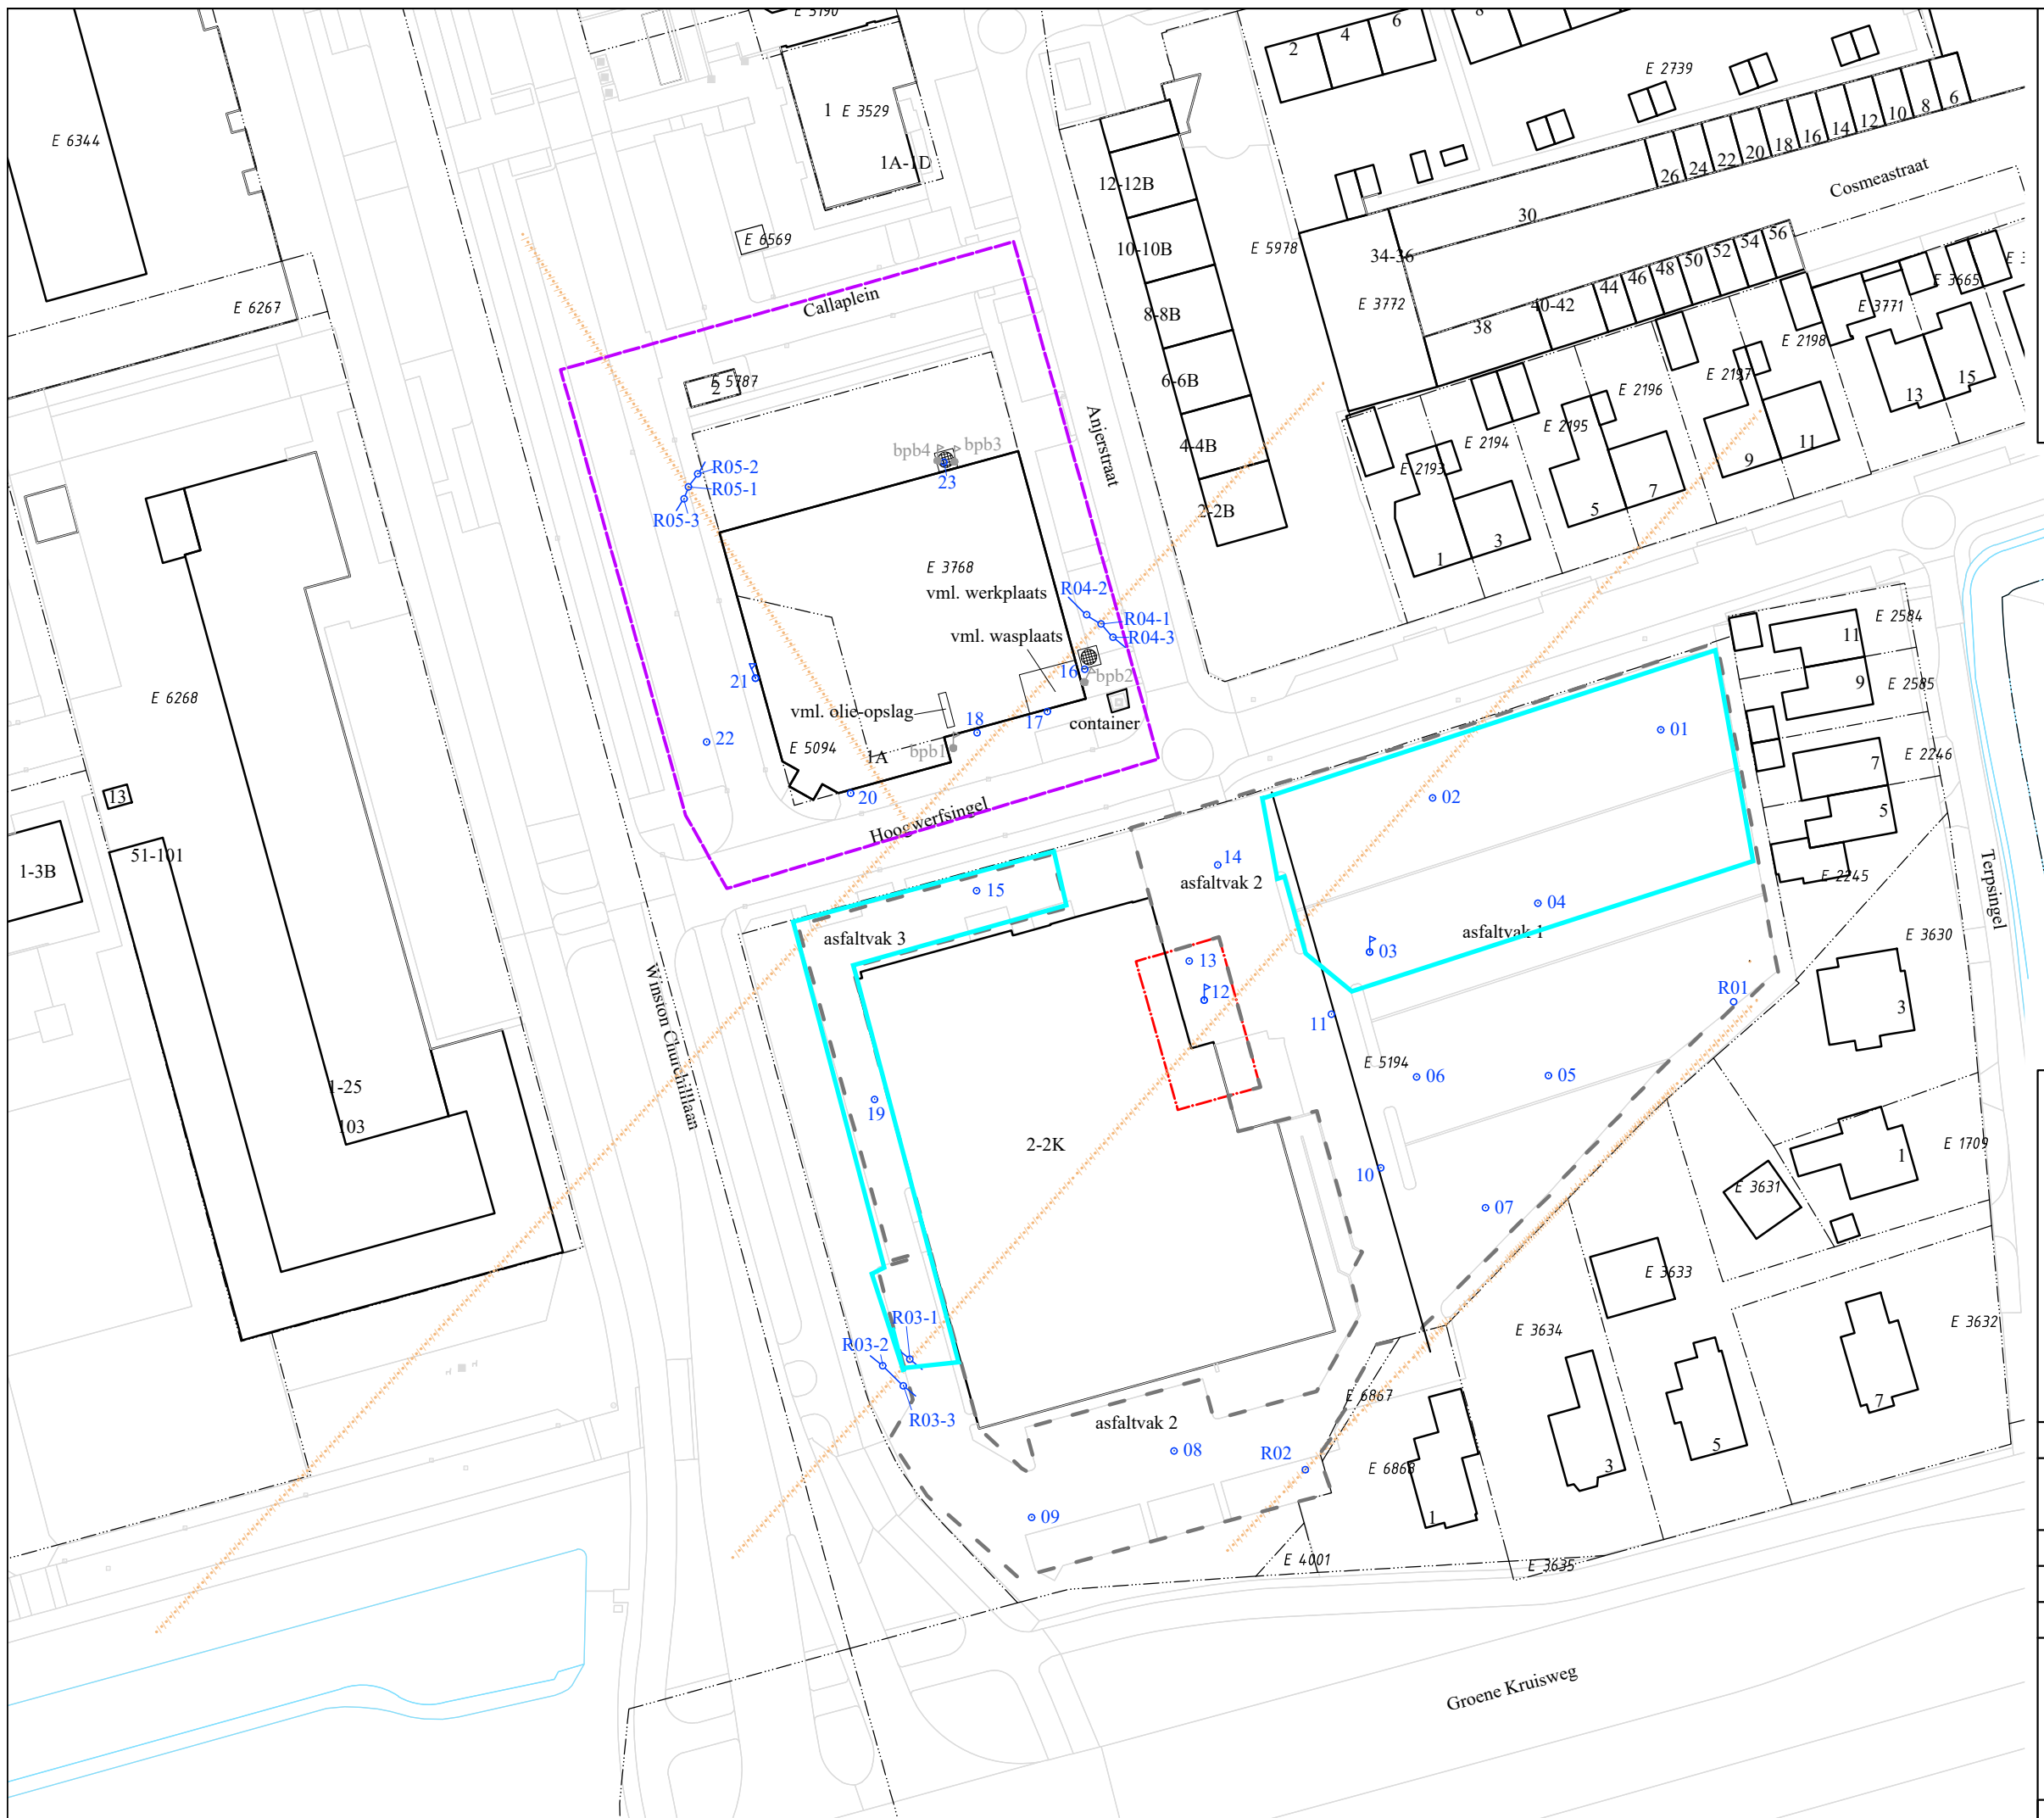 E 5190
2
4
6
8
E 2739
E 6344
1
E 3529
1A-1D
26
24
22
20
18
16
14
12
10
8
6
Cosmeastraat
12-12B
30
E 6569
10-10B
E 5978
34-36
56
54
52
50
48
46
44
40-42
38
E 3665
E 3771
E 6267
Callaplein
8-8B
E 3772
E 2198
E 5787
2
6-6B
E 2197
E 2196
13
15
Anjerstraat
4-4B
E 2195
E 2194
E 2193
11
9
7
5
3
1
bpb4
bpb3
23
R05-2
R05-1
R05-3
2-2B
E 3768
vml. werkplaats
R04-2
R04-1
R04-3
vml. wasplaats
16
bpb2
21
vml. olie-opslag
18
17
container
22
E 5094
1A
bpb1
20
Hoogwerfsingel
E 6268
13
51-101
1-3B
1-25
103
E 2584
11
9
E 2585
7
E 2246
5
E 2245
Terpsingel
01
02
14
asfaltvak 2
15
asfaltvak 3
04
asfaltvak 1
03
13
12
11
R01
E 3630
3
Winston Churchilllaan
19
2-2K
E 5194
06
05
10
07
E 1709
1
E 3631
E 3633
E 3634
E 3632
R03-1
R03-2
R03-3
asfaltvak 2
08
R02
09
E 6867
E 6868
1
3
5
7
E 4001
E 3635
Groene Kruisweg